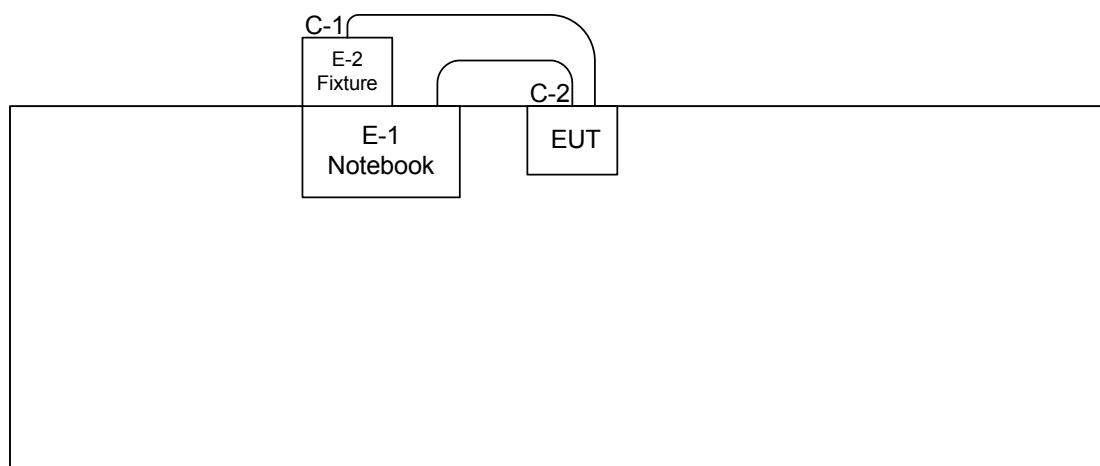 C-1
E-2
Fixture
C-2
E-1
Notebook
EUT